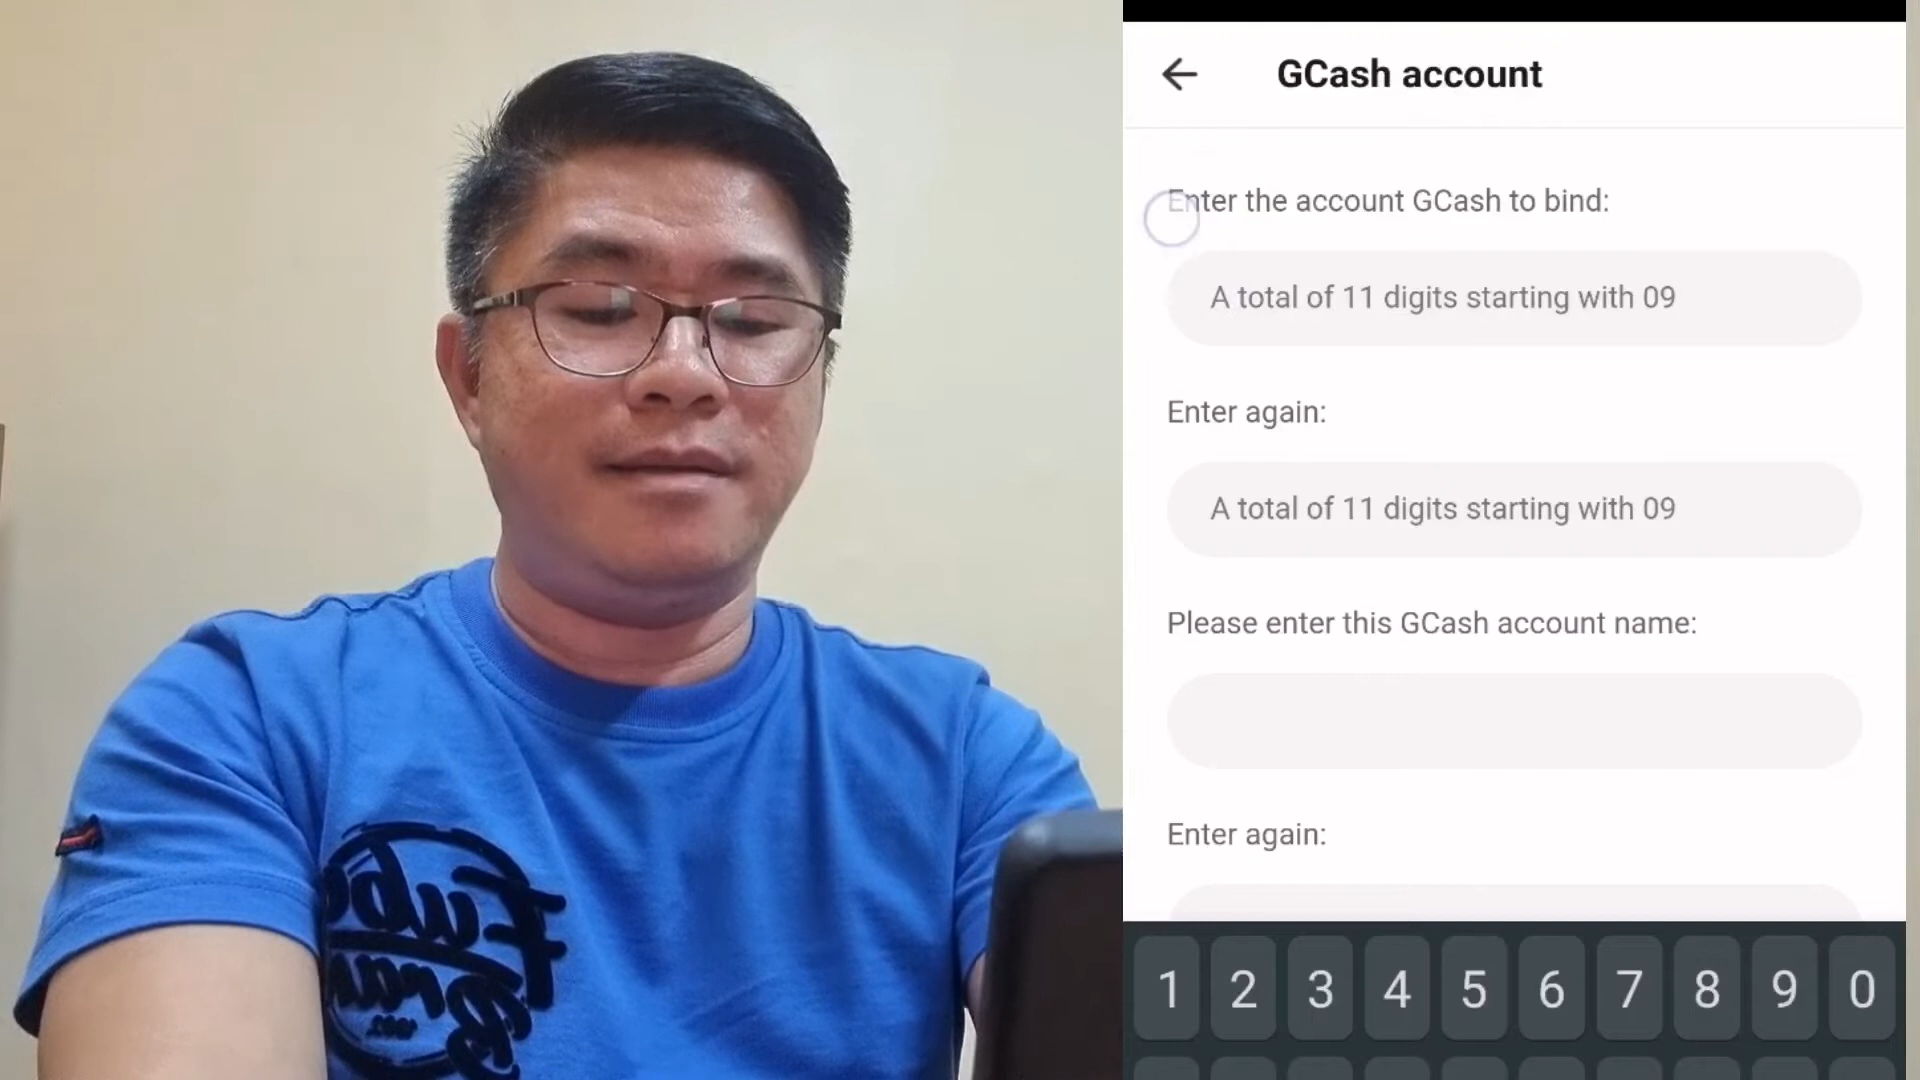 GCash account
Enter the account GCash to bind:
A total of 11 digits starting with 09
Enter again:
A total of 11 digits starting with 09
Please enter this GCash account name:
Enter again:
1 2 3 4 5 6 7 8 9 0